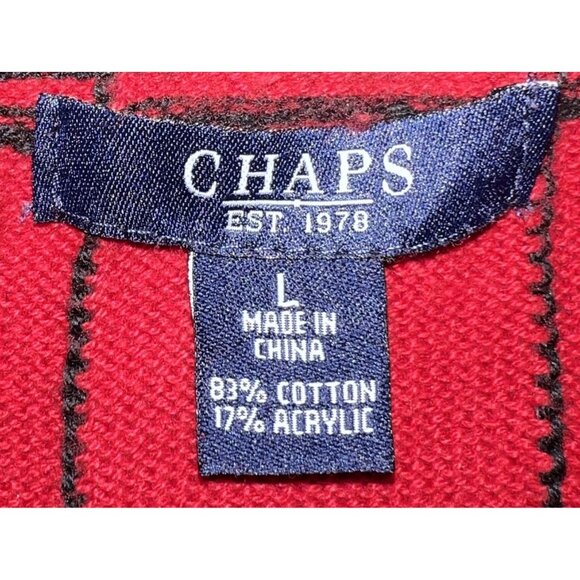 CHAPS
EST. 1978
L
MADE IN
CHINA
83% COTTON
17% ACRYLIC